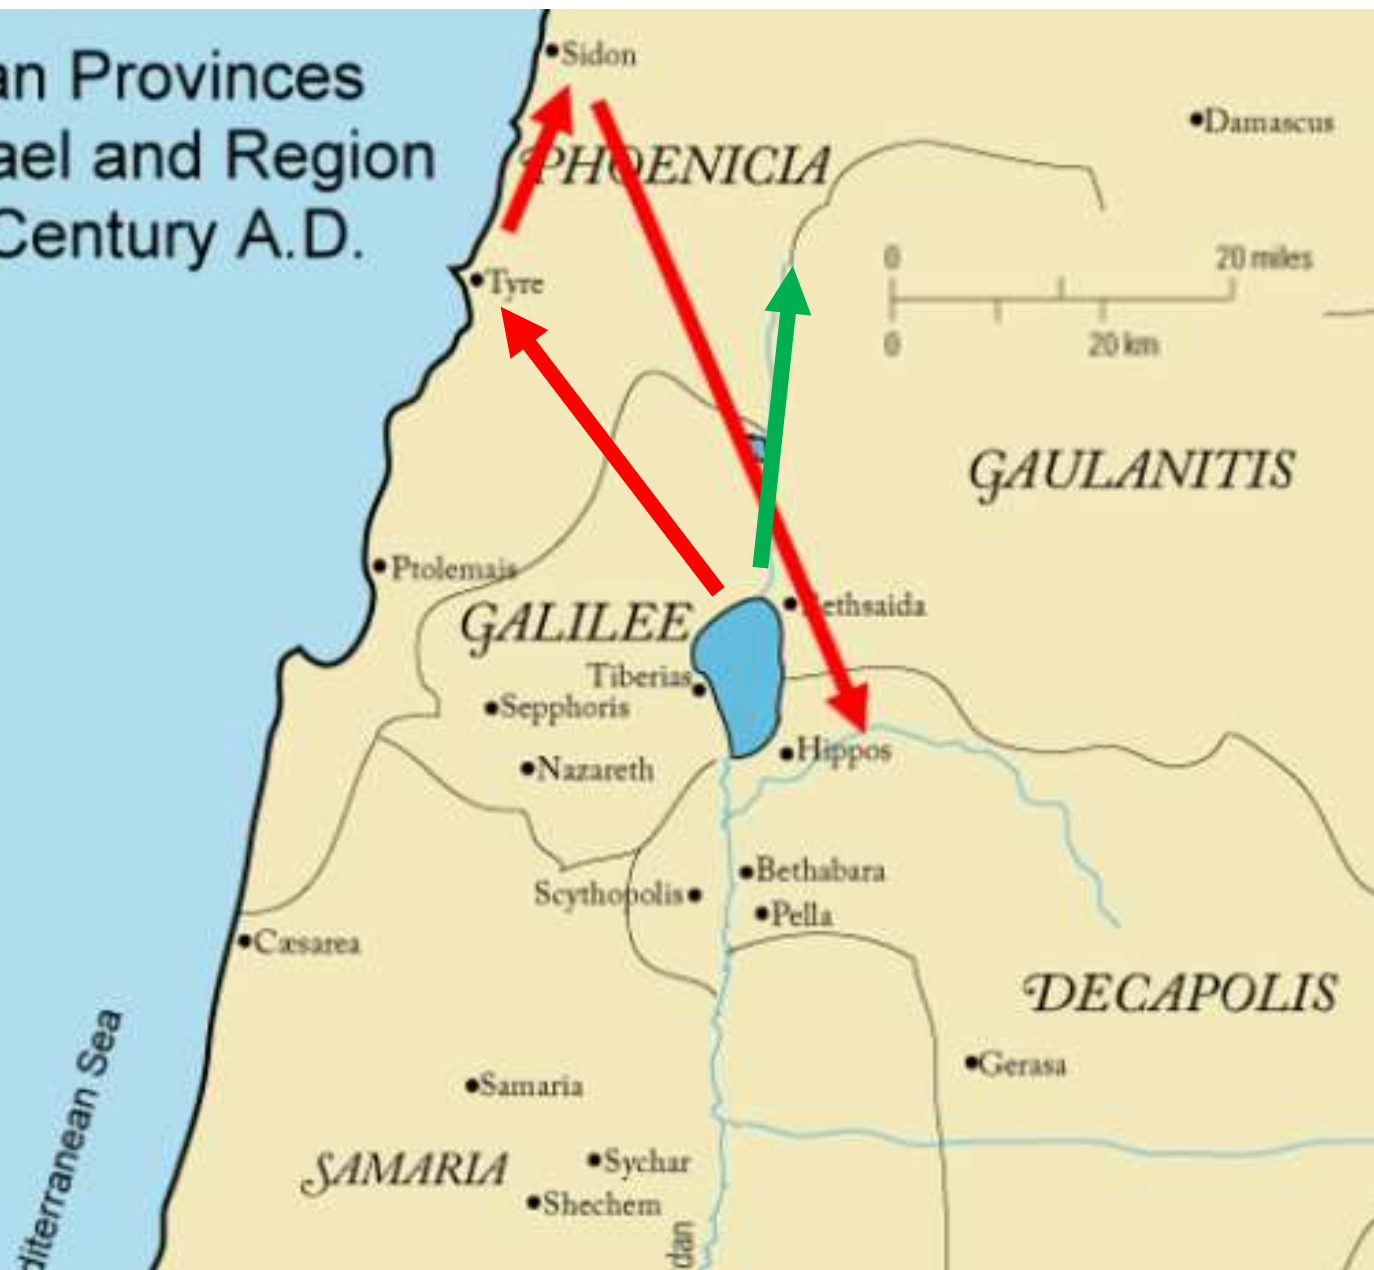 an Provinces
ael and Region
Century A.D.
Sidon
Damascus
PHOENICIA
0 20 miles
Tyre
0 20 km
GAULANITIS
Ptolemais
Bethsaida
GALILEE
Tiberias
Sepphoris
Hippos
Nazareth
Bethabara
Scythopolis
Pella
Cæsarea
DECAPOLIS
Gerasa
Samaria
Sychar
SAMARIA
Shechem
diterranean Sea
dan